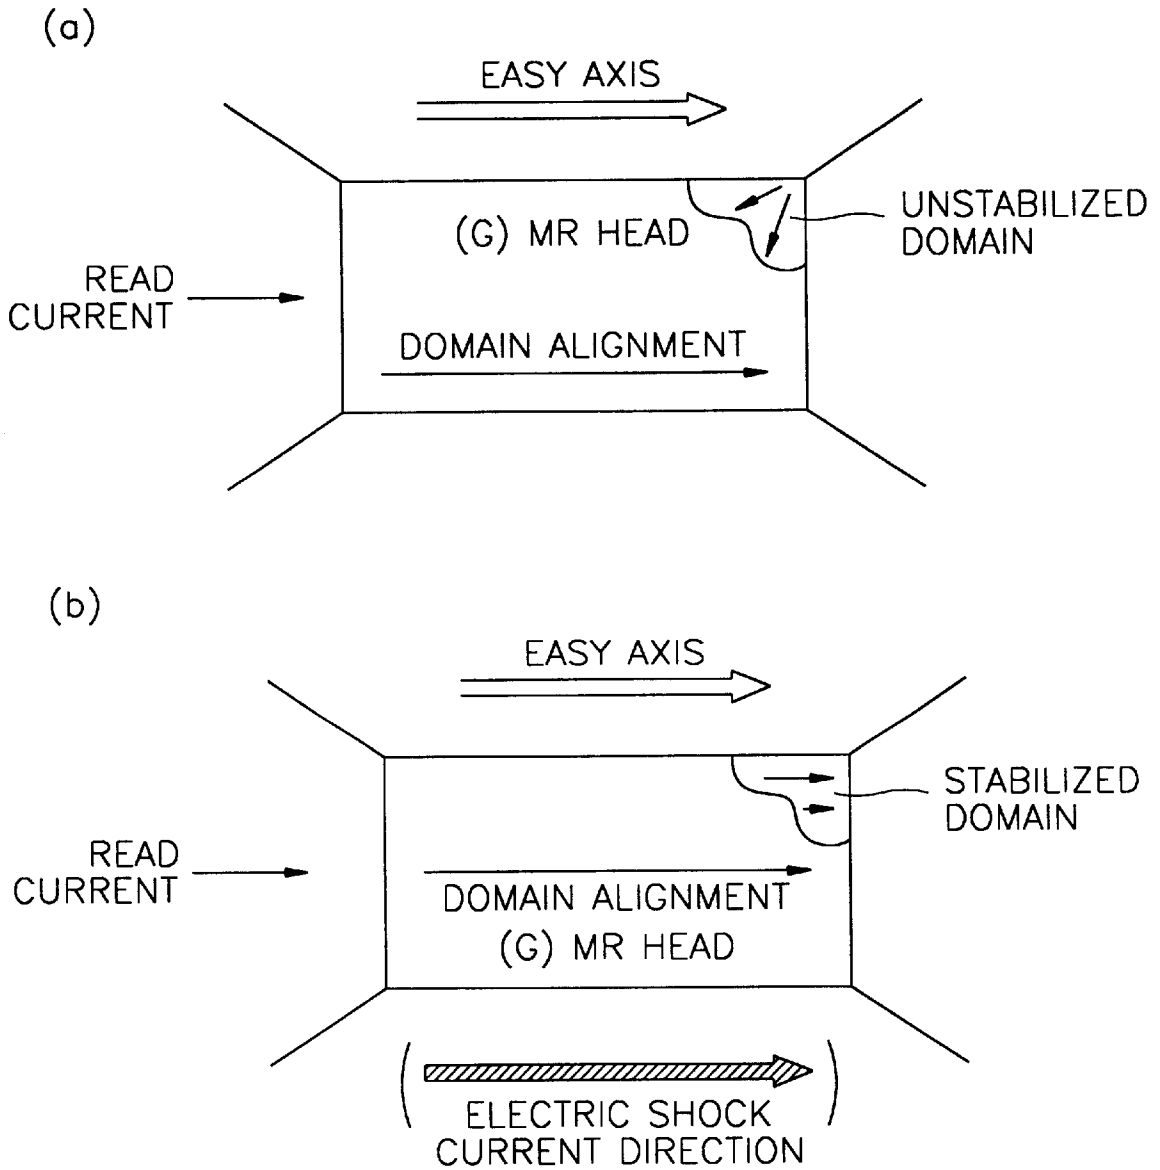 (a)
EASY AXIS
(G) MR HEAD
UNSTABILIZED
DOMAIN
READ
CURRENT
DOMAIN ALIGNMENT
(b)
EASY AXIS
STABILIZED
DOMAIN
READ
CURRENT
DOMAIN ALIGNMENT
(G) MR HEAD
(ELECTRIC SHOCK
CURRENT DIRECTION)